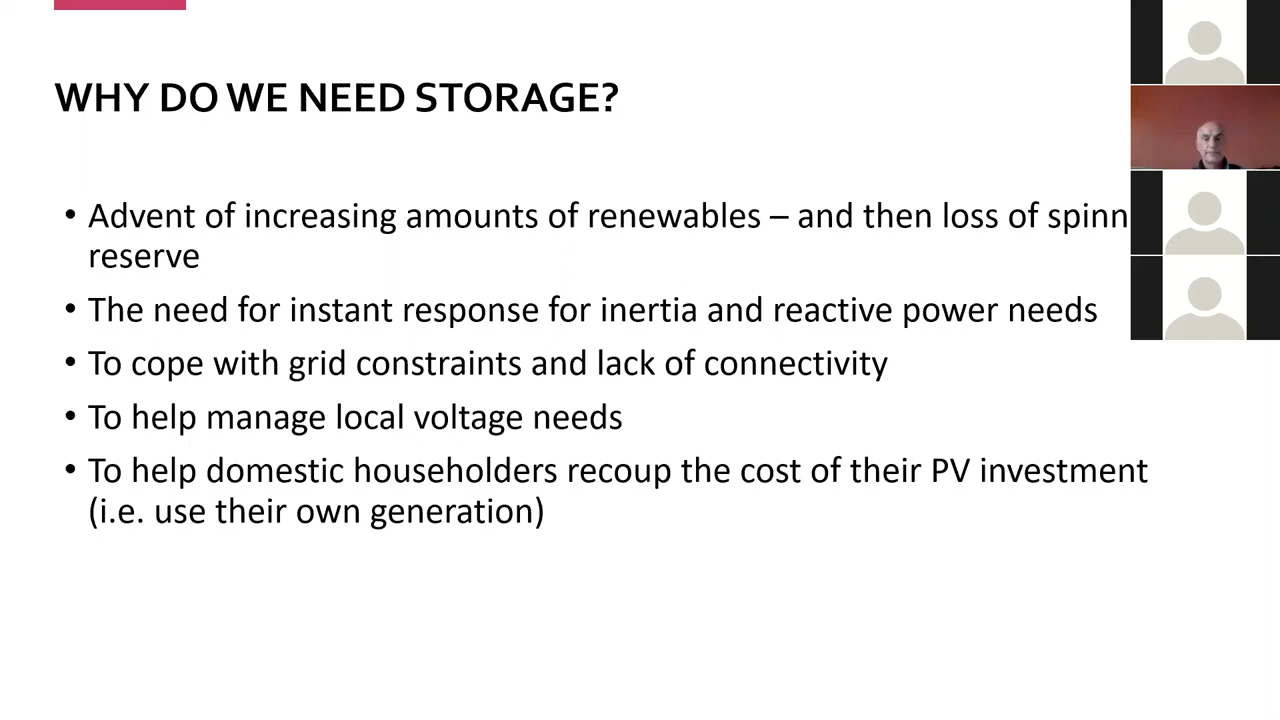 WHY DO WE NEED STORAGE?
• Advent of increasing amounts of renewables – and then loss of spinn
reserve
• The need for instant response for inertia and reactive power needs
• To cope with grid constraints and lack of connectivity
• To help manage local voltage needs
• To help domestic householders recoup the cost of their PV investment
(i.e. use their own generation)